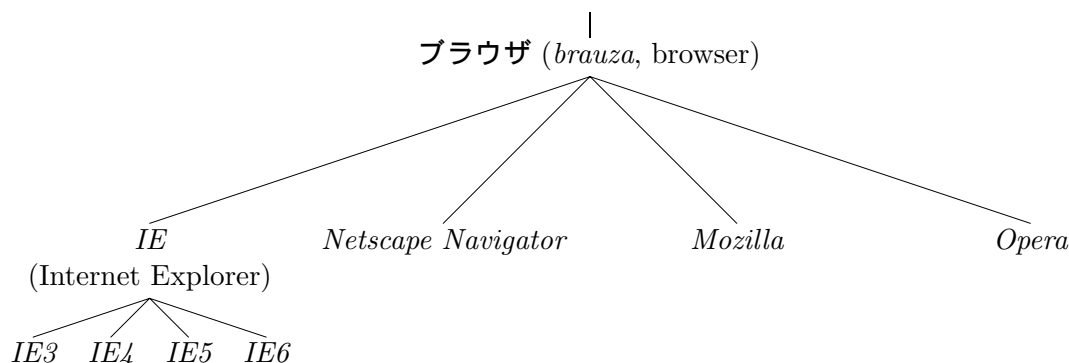 ブラウザ (brauza, browser)
IE Netscape Navigator Mozilla Opera
(Internet Explorer)
IE3 IE4 IE5 IE6